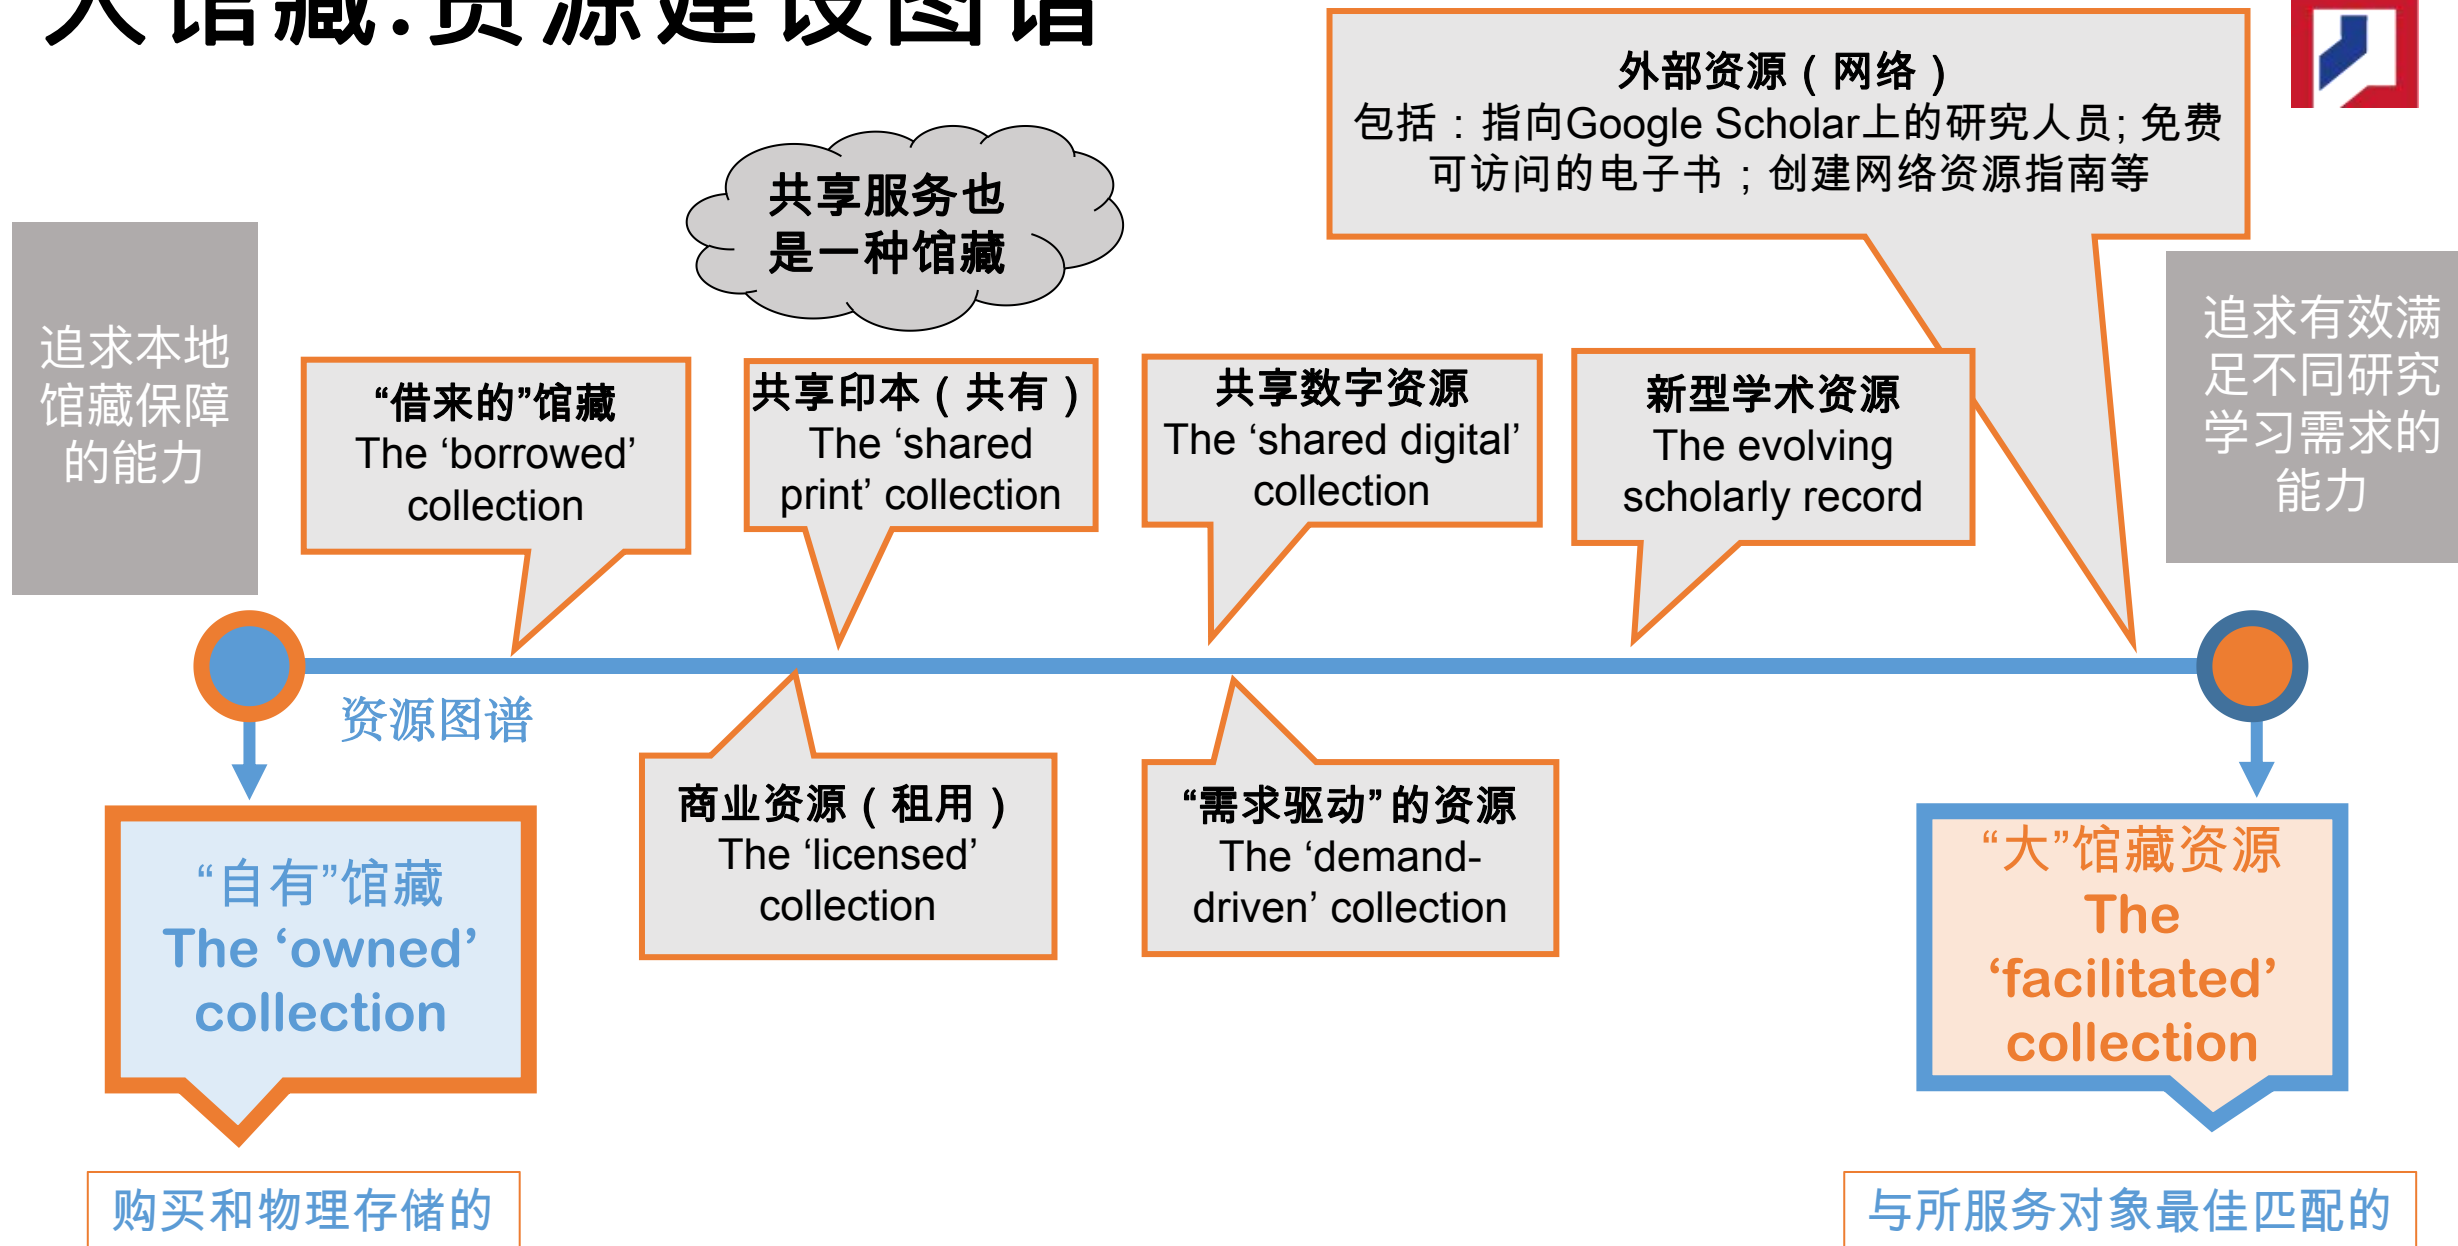 大馆藏:资源建设图谱
外部资源（网络）
包括：指向Google Scholar上的研究人员; 免费
可访问的电子书；创建网络资源指南等
共享服务也
是一种馆藏
追求本地
馆藏保障
的能力
“借来的”馆藏
The ‘borrowed’
collection
共享印本（共有）
The ‘shared
print’ collection
共享数字资源
The ‘shared digital’
collection
新型学术资源
The evolving
scholarly record
追求有效满
足不同研究
学习需求的
能力
资源图谱
“自有”馆藏
The ‘owned’
collection
商业资源（租用）
The ‘licensed’
collection
“需求驱动” 的资源
The ‘demand-
driven’ collection
“大”馆藏资源
The
‘facilitated’
collection
购买和物理存储的
与所服务对象最佳匹配的